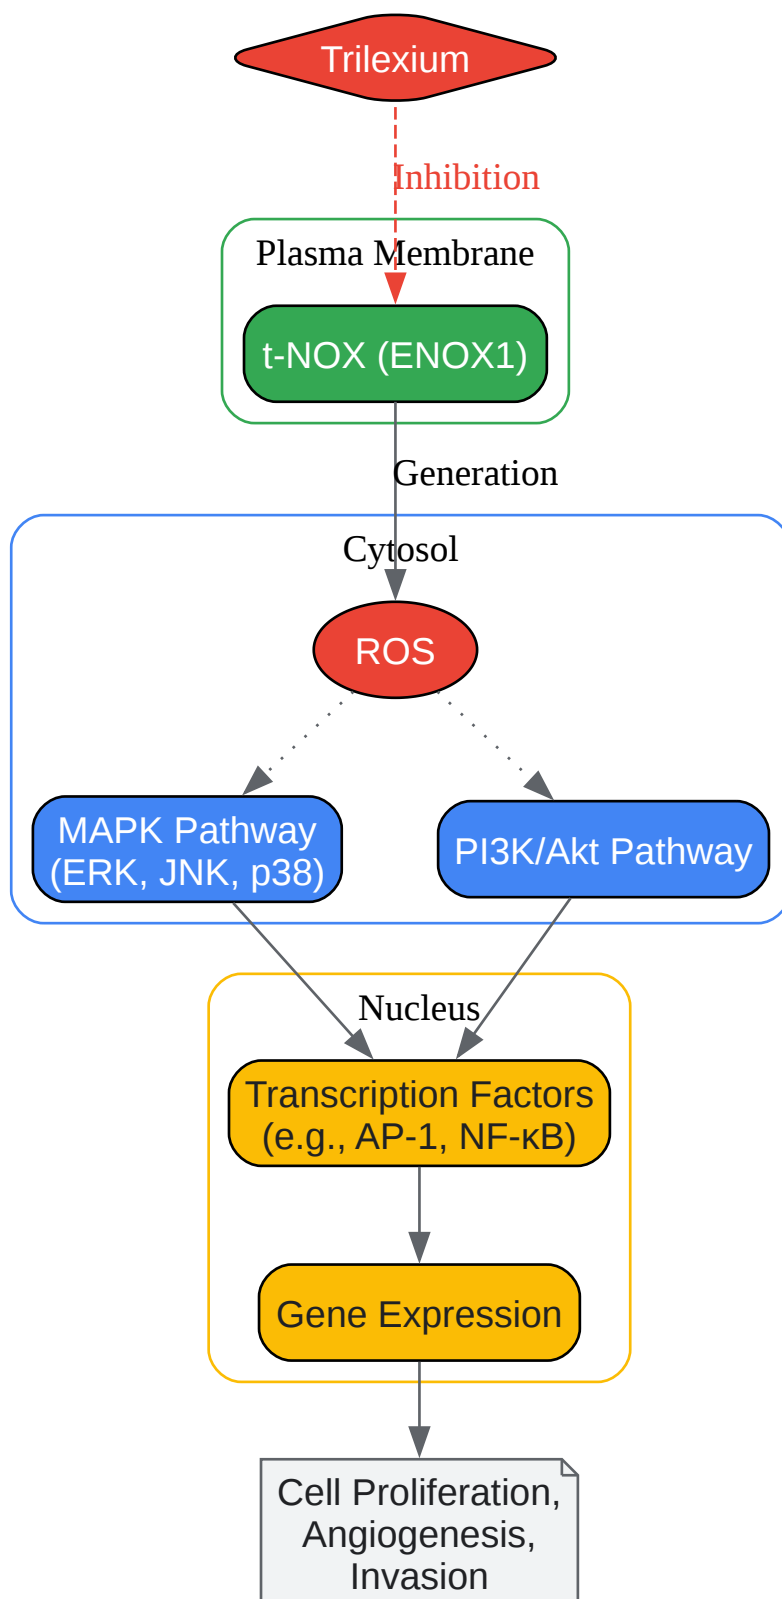 Trilexium
Inhibition
Plasma Membrane
t-NOX (ENOX1)
Generation
Cytosol
ROS
MAPK Pathway
(ERK, JNK, p38)
PI3K/Akt Pathway
Nucleus
Transcription Factors
(e.g., AP-1, NF-κB)
Gene Expression
Cell Proliferation,
Angiogenesis,
Invasion